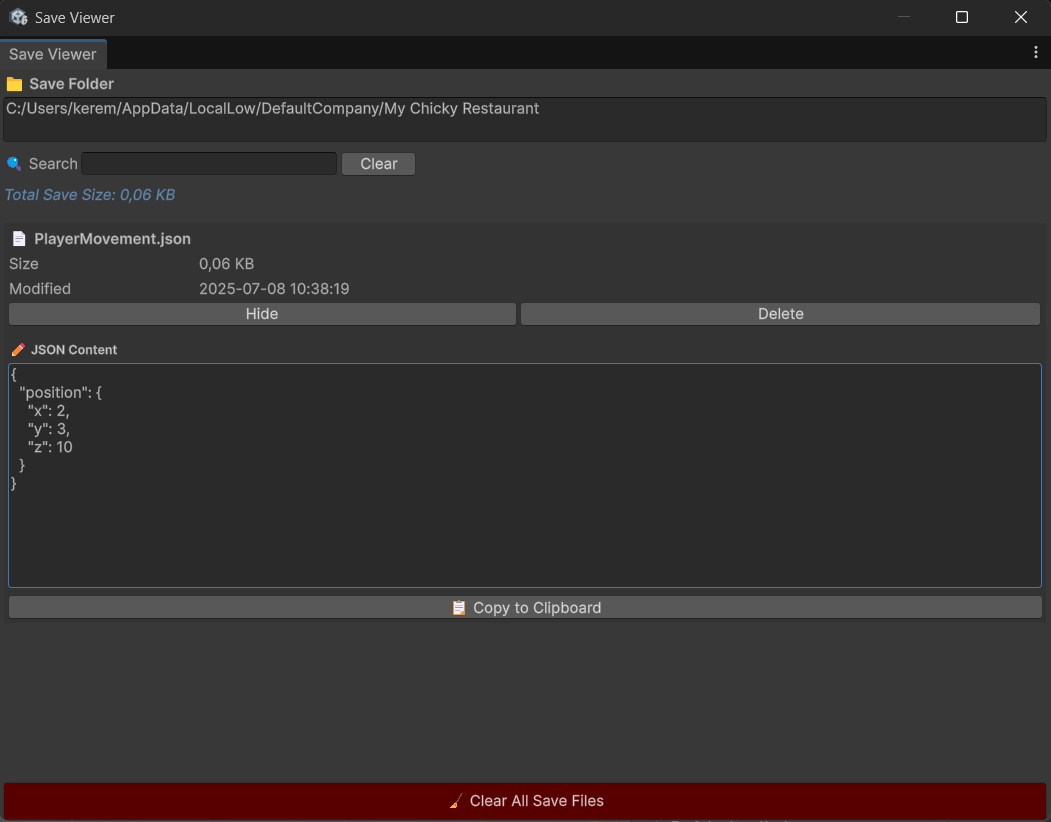 Save Viewer
Save Viewer
Save Folder
C:/Users/kerem/AppData/LocalLow/DefaultCompany/My Chicky Restaurant
Search Clear
Total Save Size: 0,06 KB
PlayerMovement.json
Size 0,06 KB
Modified 2025-07-08 10:38:19
Hide Delete
JSON Content
{
  "position": {
    "x": 2,
    "y": 3,
    "z": 10
  }
}
Copy to Clipboard
Clear All Save Files